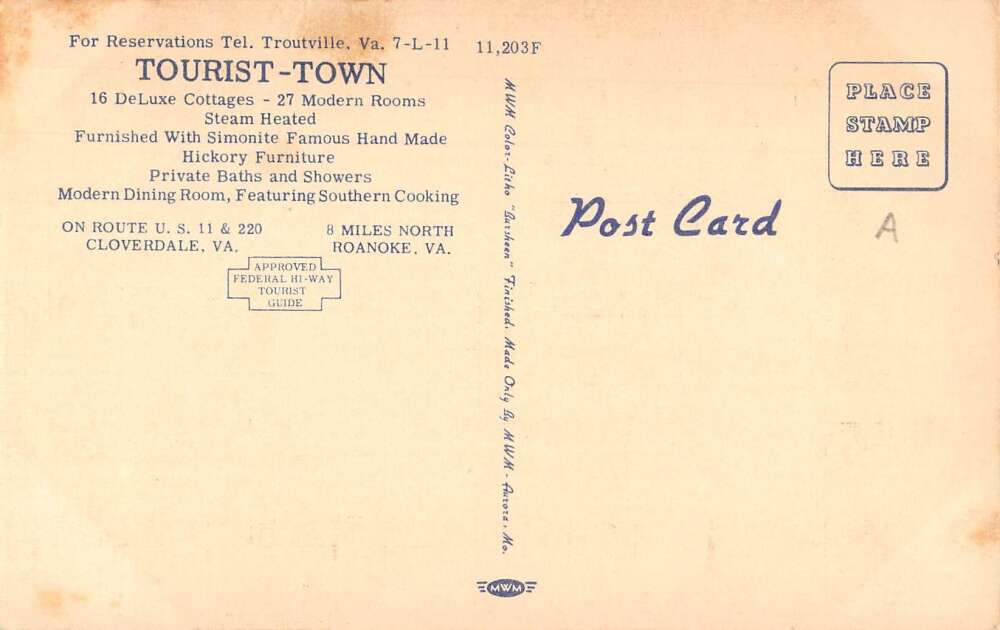 For Reservations Tel. Troutville, Va. 7-L-11
TOURIST-TOWN
16 DeLuxe Cottages - 27 Modern Rooms
Steam Heated
Furnished With Simonite Famous Hand Made
Hickory Furniture
Private Baths and Showers
Modern Dining Room, Featuring Southern Cooking
ON ROUTE U. S. 11 & 220
CLOVERDALE, VA.
8 MILES NORTH
ROANOKE, VA.
APPROVED
FEDERAL HI-WAY
TOURIST
GUIDE
11,203F
MWM Color-Litho "Bursheen" Finished. Made Only By MWM - Aurora, Mo.
MWM
Post Card
PLACE
STAMP
HERE
A